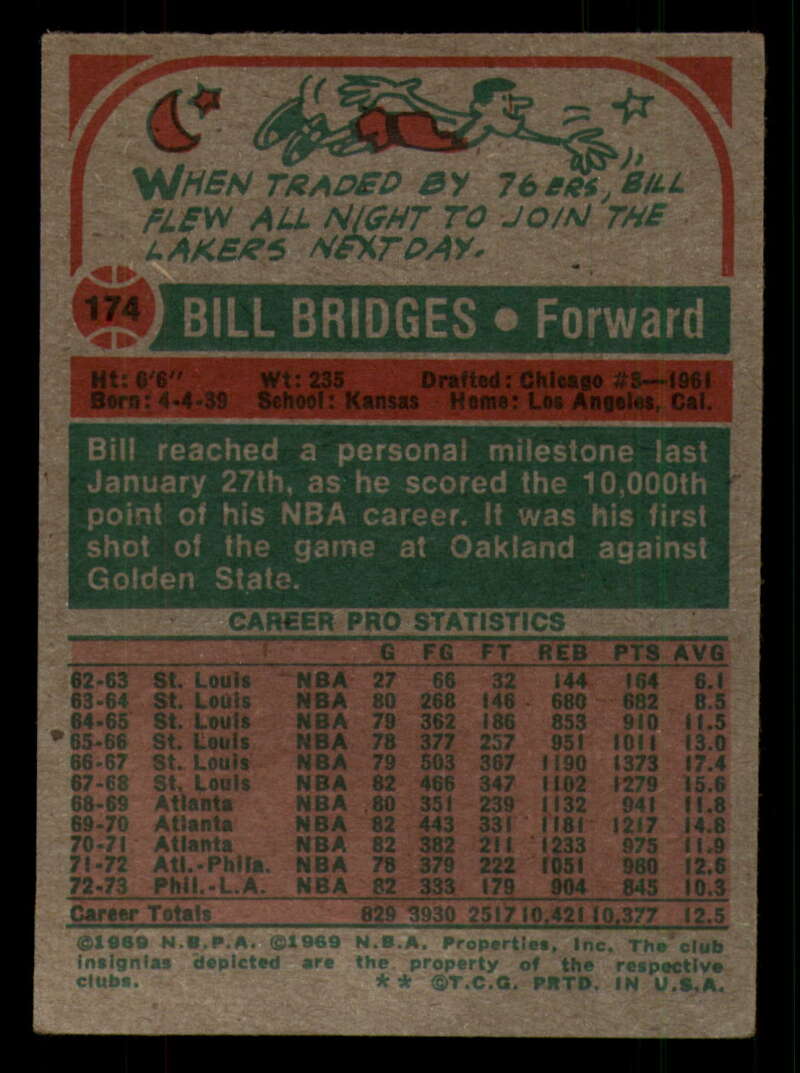 WHEN TRADED BY 76ERS, BILL
FLEW ALL NIGHT TO JOIN THE
LAKERS NEXT DAY.
174 BILL BRIDGES • Forward
Ht: 6'6" Wt: 235 Drafted: Chicago #3—1961
Born: 4-4-39 School: Kansas Home: Los Angeles, Cal.
Bill reached a personal milestone last
January 27th, as he scored the 10,000th
point of his NBA career. It was his first
shot of the game at Oakland against
Golden State.
CAREER PRO STATISTICS
G FG FT REB PTS AVG
62-63 St. Louis NBA 27 66 32 144 164 6.1
63-64 St. Louis NBA 80 268 146 680 682 8.5
64-65 St. Louis NBA 79 362 186 853 910 11.5
65-66 St. Louis NBA 78 377 257 951 1011 13.0
66-67 St. Louis NBA 79 503 367 1190 1373 17.4
67-68 St. Louis NBA 82 466 347 1102 1279 15.6
68-69 Atlanta NBA 80 351 239 1132 941 11.8
69-70 Atlanta NBA 82 443 331 1181 1217 14.8
70-71 Atlanta NBA 82 382 211 1233 975 11.9
71-72 Atl.-Phila. NBA 78 379 222 1051 980 12.6
72-73 Phil.-L.A. NBA 82 333 179 904 845 10.3
Career Totals 829 3930 2517 10,421 10,377 12.5
©1969 N.B.P.A. ©1969 N.B.A. Properties, Inc. The club
insignias depicted are the property of the respective
clubs. ** ©T.C.G. PRTD. IN U.S.A.